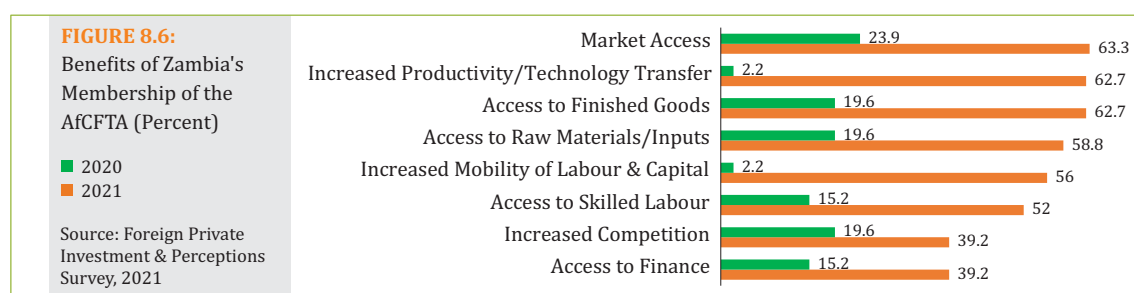 FIGURE 8.6:
Benefits of Zambia's
Membership of the
AfCFTA (Percent)
2020
2021
Source: Foreign Private
Investment & Perceptions
Survey, 2021
Market Access
23.9
63.3
Increased Productivity/Technology Transfer
2.2
62.7
Access to Finished Goods
19.6
62.7
Access to Raw Materials/Inputs
19.6
58.8
Increased Mobility of Labour & Capital
2.2
56
Access to Skilled Labour
15.2
52
Increased Competition
19.6
39.2
Access to Finance
15.2
39.2